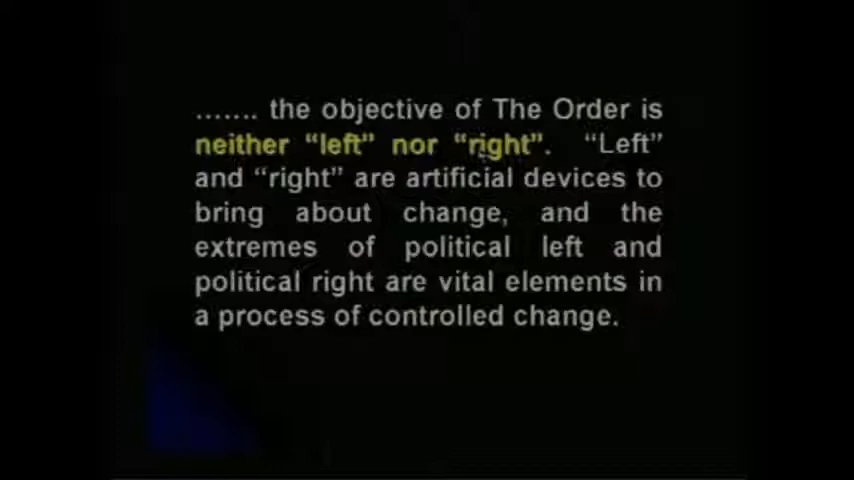 ....... the objective of The Order is
neither “left” nor “right”. “Left”
and “right” are artificial devices to
bring about change, and the
extremes of political left and
political right are vital elements in
a process of controlled change.